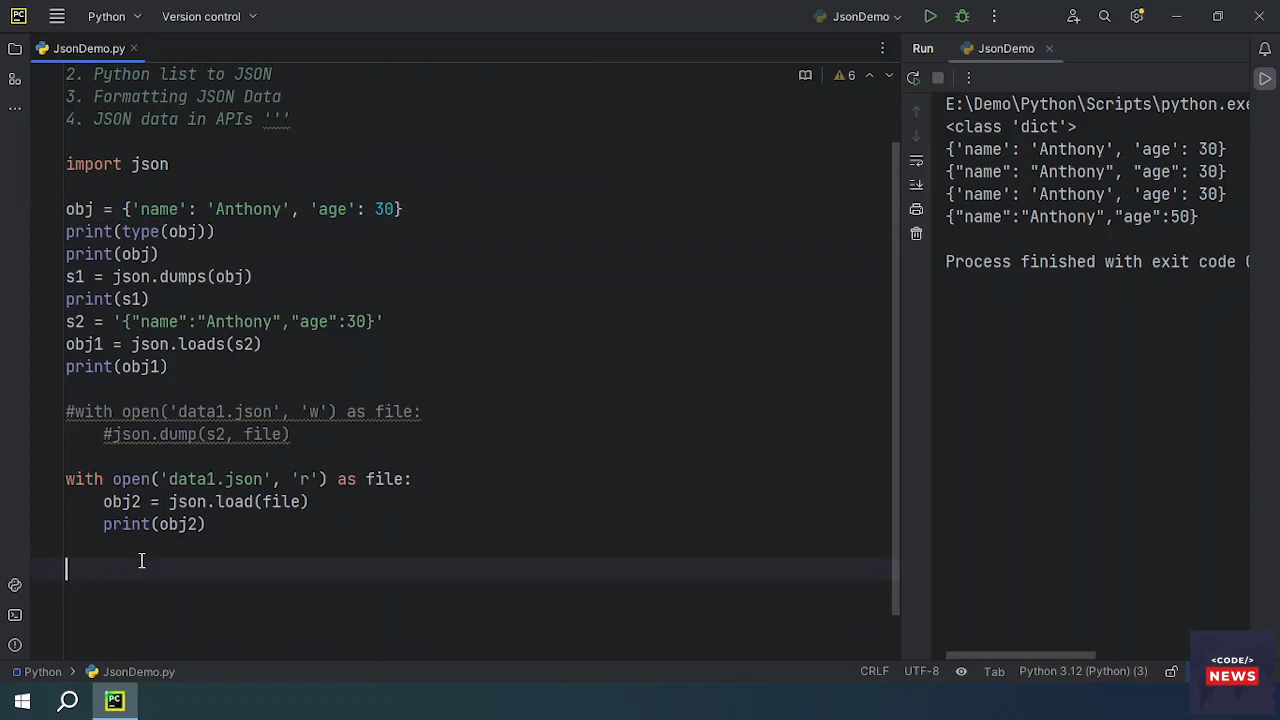 PC Python Version control JsonDemo
JsonDemo.py
2. Python list to JSON
3. Formatting JSON Data
4. JSON data in APIs '''
import json
obj = {'name': 'Anthony', 'age': 30}
print(type(obj))
print(obj)
s1 = json.dumps(obj)
print(s1)
s2 = '{"name":"Anthony","age":30}'
obj1 = json.loads(s2)
print(obj1)
#with open('data1.json', 'w') as file:
#json.dump(s2, file)
with open('data1.json', 'r') as file:
obj2 = json.load(file)
print(obj2)
6
Run JsonDemo
E:\Demo\Python\Scripts\python.exe
<class 'dict'>
{'name': 'Anthony', 'age': 30}
{"name": "Anthony", "age": 30}
{'name': 'Anthony', 'age': 30}
{"name":"Anthony","age":50}
Process finished with exit code
Python JsonDemo.py
CRLF UTF-8 Tab Python 3.12 (Python) (3)
PC
<CODE/>
NEWS